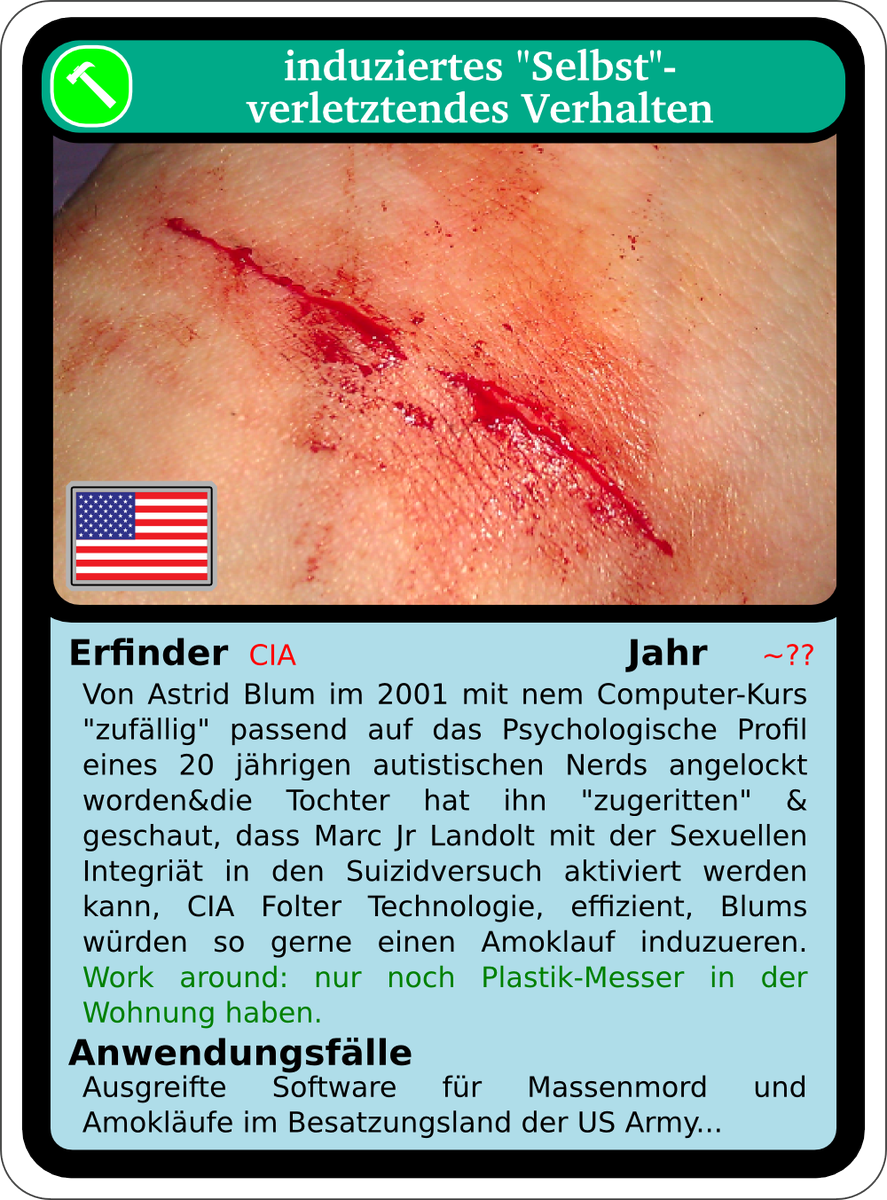 induziertes "Selbst"-
verletztendes Verhalten
Erfinder CIA Jahr ~??
Von Astrid Blum im 2001 mit nem Computer-Kurs
"zufällig" passend auf das Psychologische Profil
eines 20 jährigen autistischen Nerds angelockt
worden&die Tochter hat ihn "zugeritten" &
geschaut, dass Marc Jr Landolt mit der Sexuellen
Integriät in den Suizidversuch aktiviert werden
kann, CIA Folter Technologie, effizient, Blums
würden so gerne einen Amoklauf induzueren.
Work around: nur noch Plastik-Messer in der
Wohnung haben.
Anwendungsfälle
Ausgreifte Software für Massenmord und
Amokläufe im Besatzungsland der US Army...